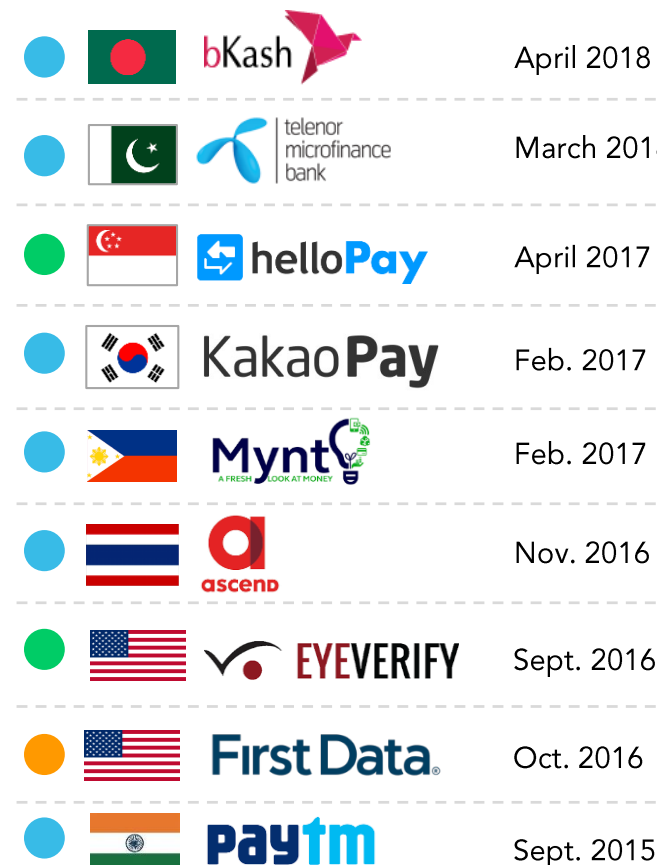 bKash
April 2018
telenor
microfinance
bank
March 201
helloPay
April 2017
KakaoPay
Feb. 2017
Mynt
A FRESH LOOK AT MONEY
Feb. 2017
ascend
Nov. 2016
EYEVERIFY
Sept. 2016
First Data®
Oct. 2016
paytm
Sept. 2015